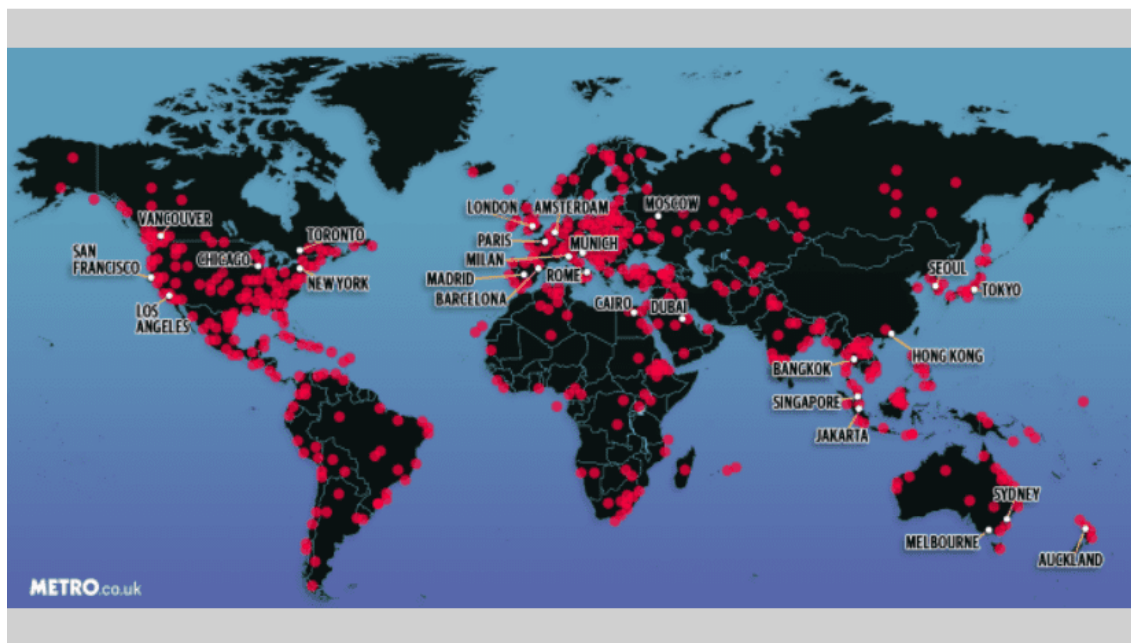 VANCOUVER
SAN
FRANCISCO
LOS
ANGELES
CHICAGO
TORONTO
NEW YORK
LONDON
AMSTERDAM
PARIS
MILAN
MUNICH
MADRID
BARCELONA
ROME
MOSCOW
CAIRO
DUBAI
SEOUL
TOKYO
HONG KONG
BANGKOK
SINGAPORE
JAKARTA
SYDNEY
MELBOURNE
AUCKLAND
METRO.co.uk